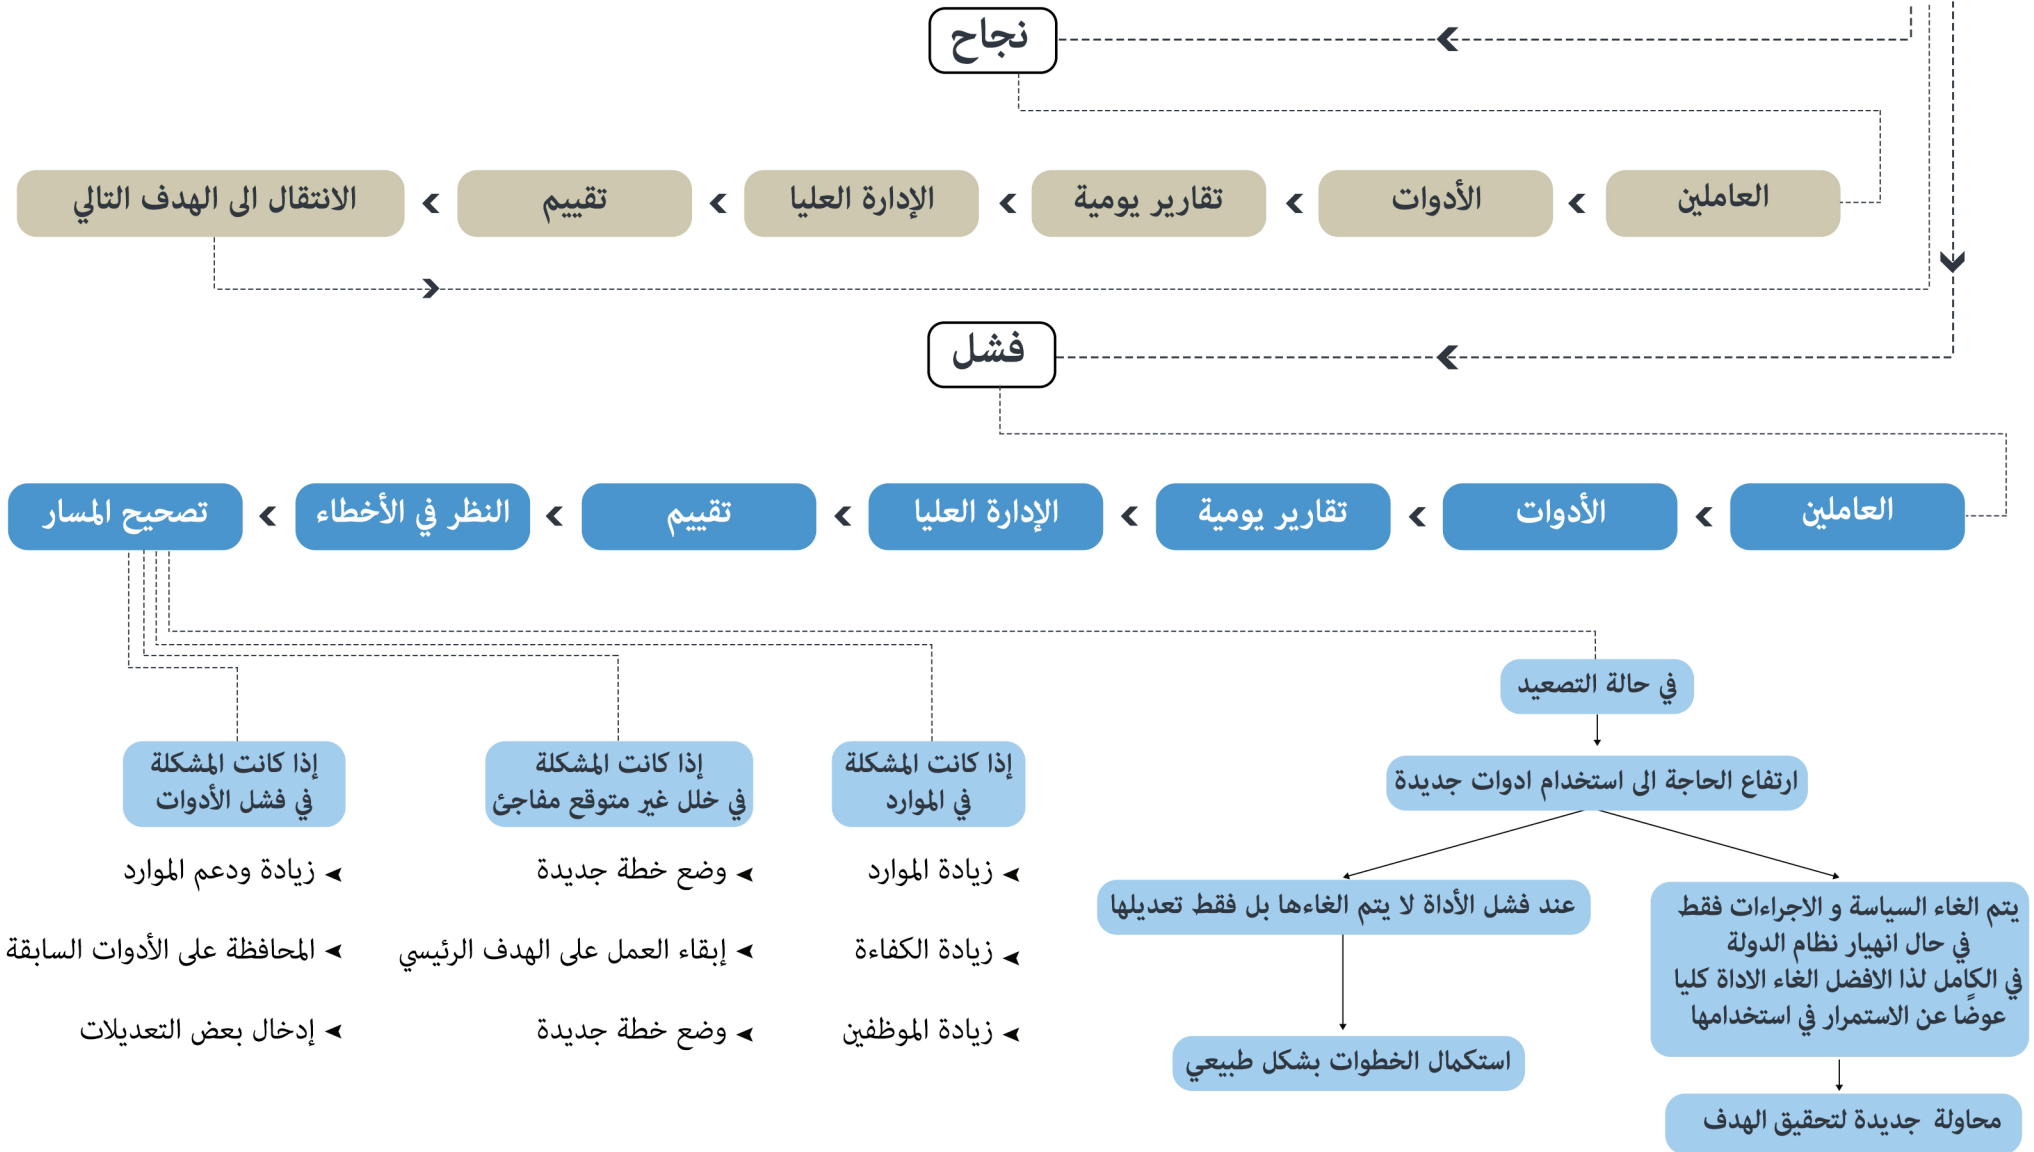 نجاح
العاملين
الأدوات
تقارير يومية
الإدارة العليا
تقييم
الانتقال الى الهدف التالي
فشل
العاملين
الأدوات
تقارير يومية
الإدارة العليا
تقييم
النظر في الأخطاء
تصحيح المسار
في حالة التصعيد
ارتفاع الحاجة الى استخدام ادوات جديدة
يتم الغاء السياسة و الاجراءات فقط
في حال انهيار نظام الدولة
في الكامل لذا الافضل الغاء الاداة كليا
عوضًا عن الاستمرار في استخدامها
محاولة جديدة لتحقيق الهدف
عند فشل الأداة لا يتم الغاءها بل فقط تعديلها
استكمال الخطوات بشكل طبيعي
إذا كانت المشكلة
في الموارد
زيادة الموارد
زيادة الكفاءة
زيادة الموظفين
إذا كانت المشكلة
في خلل غير متوقع مفاجئ
وضع خطة جديدة
إبقاء العمل على الهدف الرئيسي
وضع خطة جديدة
إذا كانت المشكلة
في فشل الأدوات
زيادة ودعم الموارد
المحافظة على الأدوات السابقة
إدخال بعض التعديلات